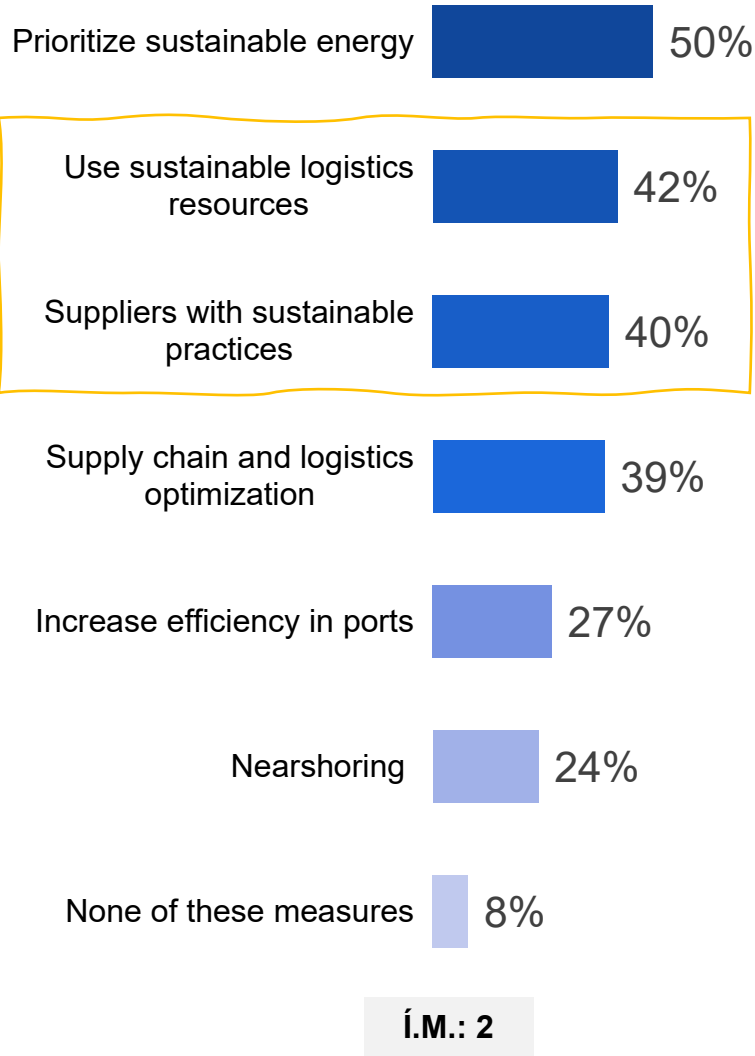 Prioritize sustainable energy 50%
Use sustainable logistics
resources
42%
Suppliers with sustainable
practices
40%
Supply chain and logistics
optimization
39%
Increase efficiency in ports 27%
Nearshoring 24%
None of these measures 8%
Í.M.: 2